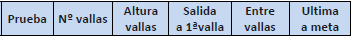 Prueba
Nº vallas
Altura
vallas
Salida
a 1ªvalla
Entre
vallas
Ultima
a meta